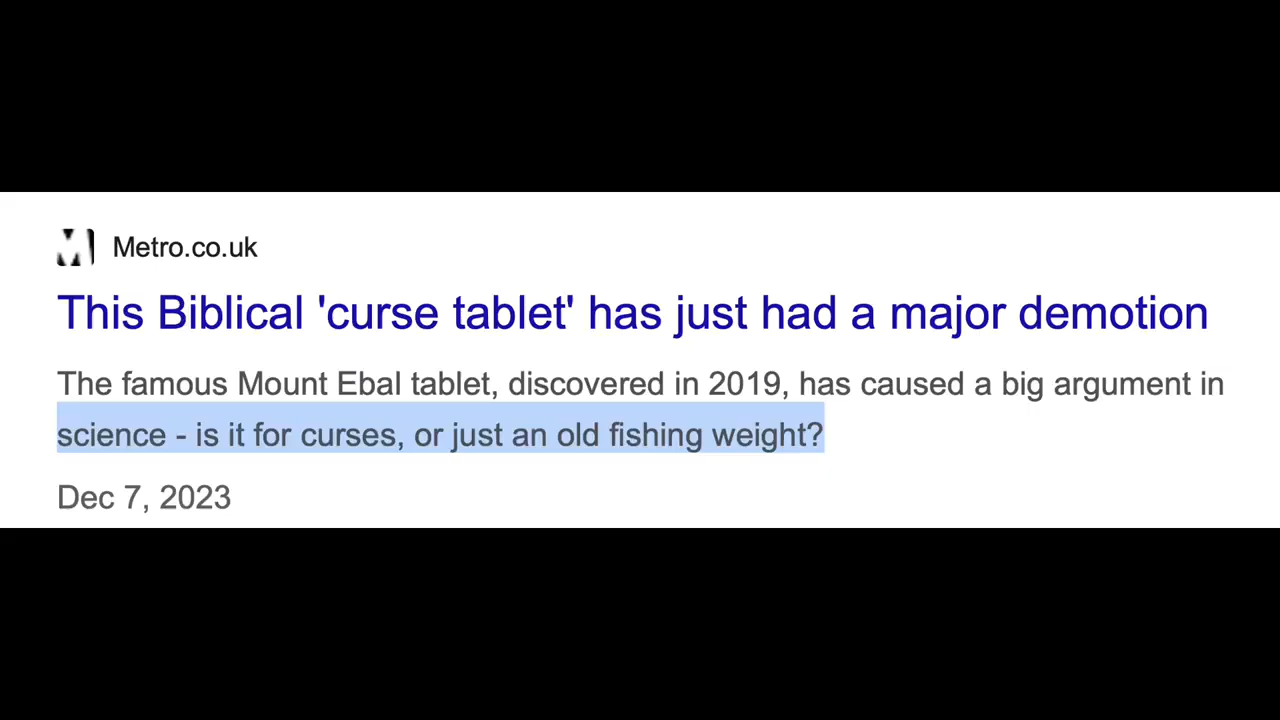 Metro.co.uk
This Biblical 'curse tablet' has just had a major demotion
The famous Mount Ebal tablet, discovered in 2019, has caused a big argument in
science - is it for curses, or just an old fishing weight?
Dec 7, 2023